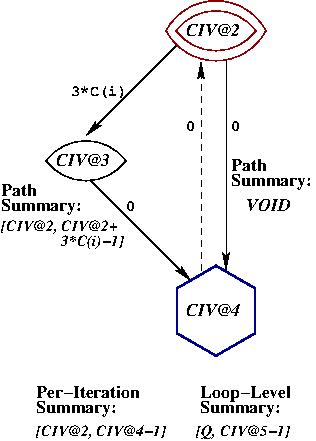 CIV@2
3*C(i)
0
0
CIV@3
Path
Summary:
VOID
Path
Summary:
[CIV@2, CIV@2+
3*C(i)−1]
0
CIV@4
Per−Iteration
Summary:
[CIV@2, CIV@4−1]
Loop−Level
Summary:
[Q, CIV@5−1]